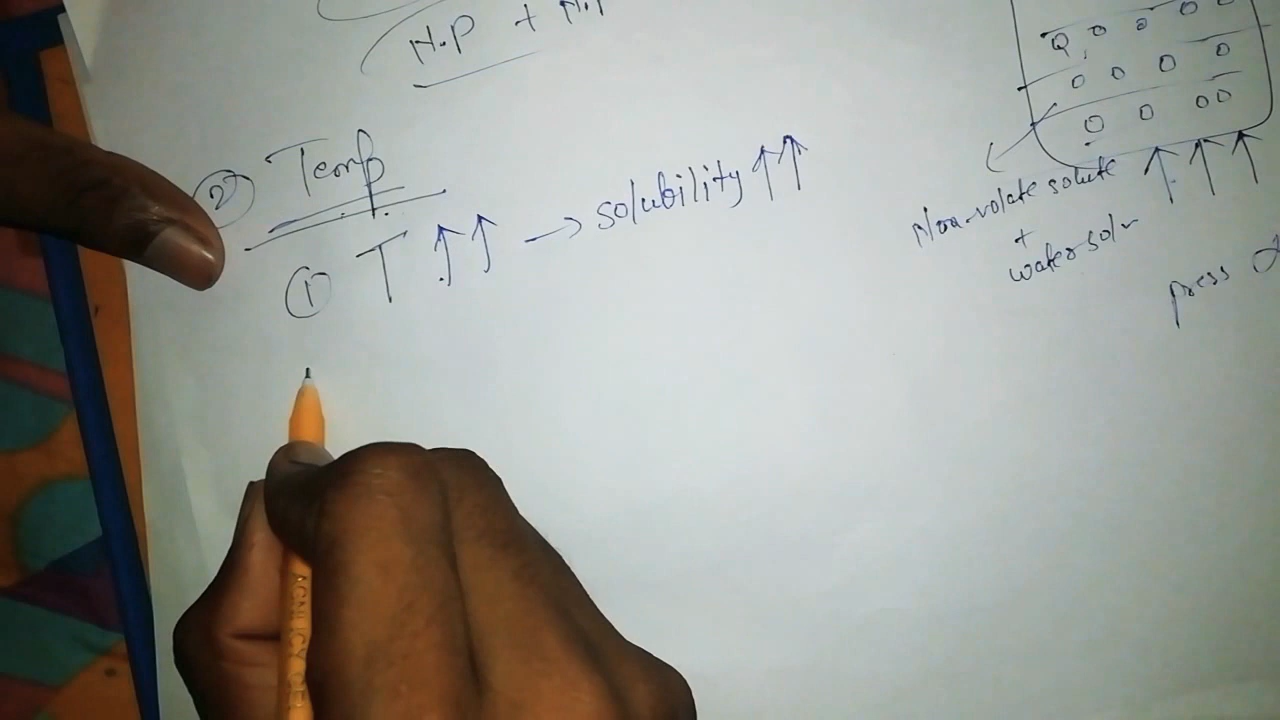 N.P + N.P
② Temp
① T ↑↑ → solubility ↑↑
Non-volate solute
+
water soln
press